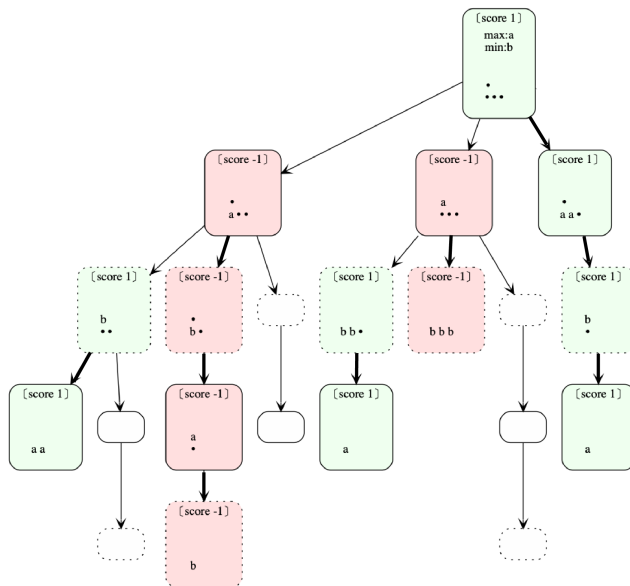 〔score 1〕
max:a
min:b
•
•••
〔score -1〕
•
a ••
〔score -1〕
a
•••
〔score 1〕
•
a a •
〔score 1〕
b
••
〔score -1〕
•
b •
〔score 1〕
b b •
〔score -1〕
b b b
〔score 1〕
b
•
〔score 1〕
a a
〔score -1〕
a
•
〔score 1〕
a
〔score 1〕
a
〔score -1〕
b